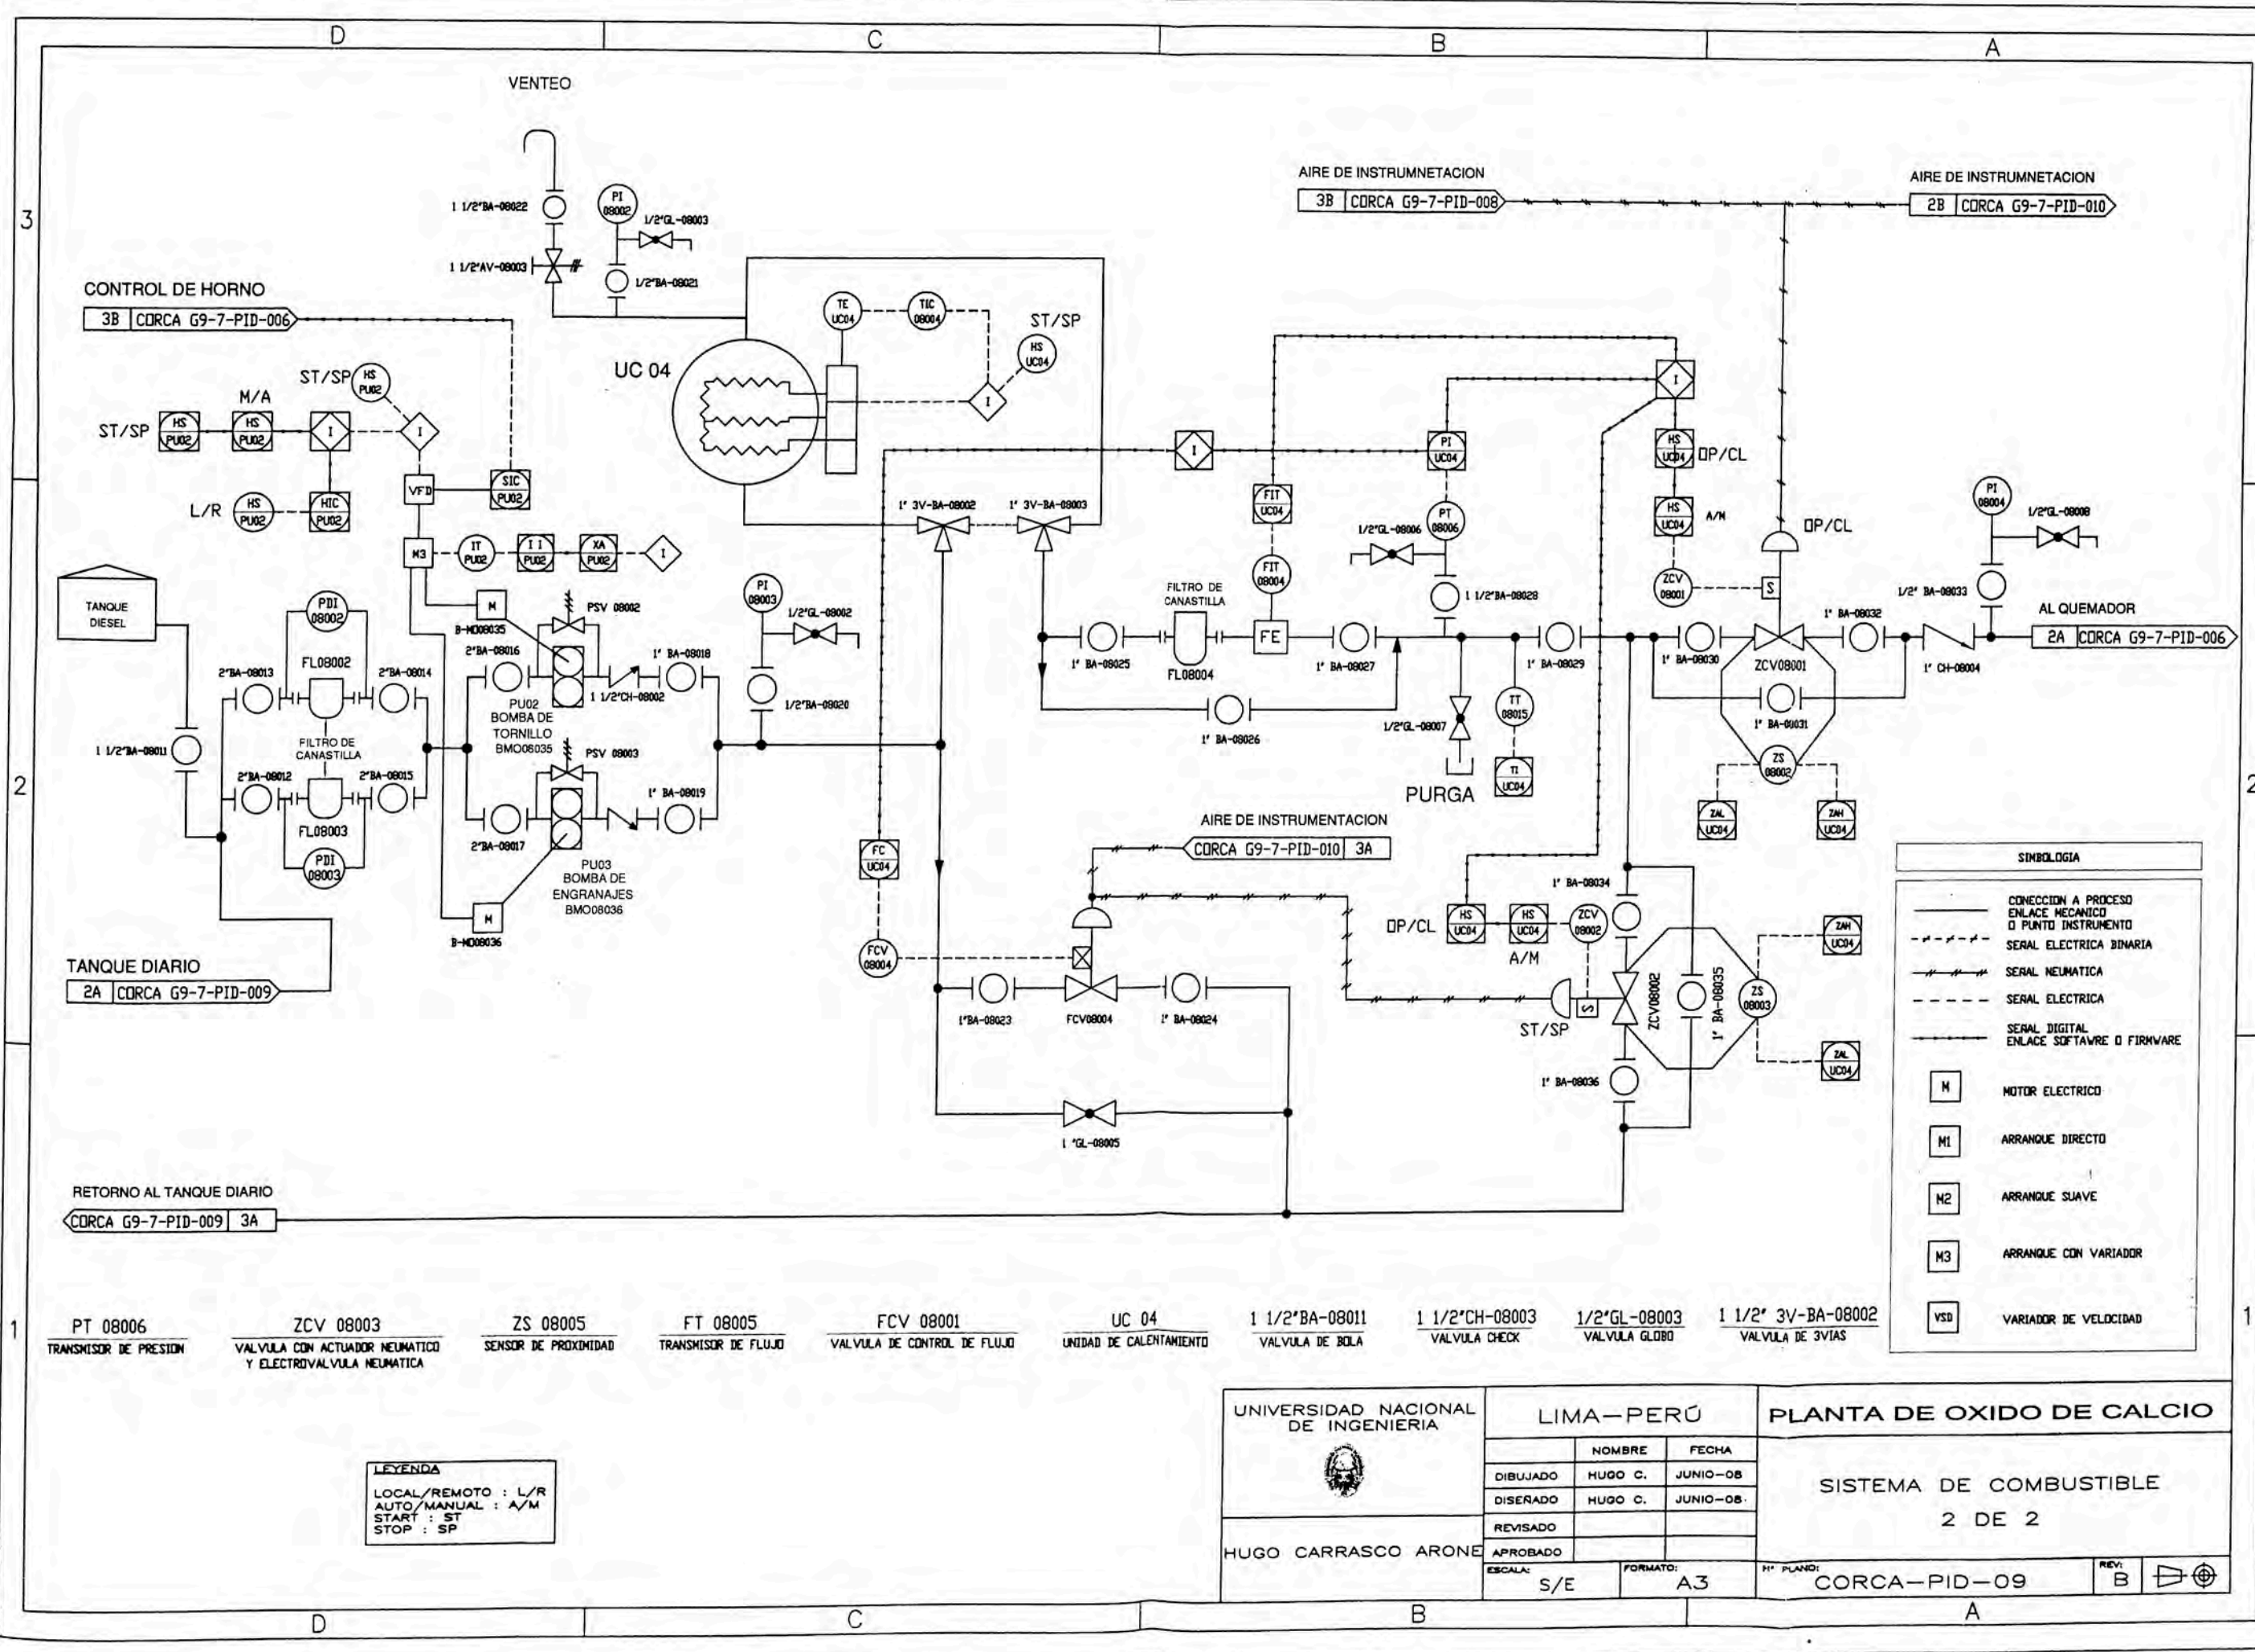 D
C
B
A
3
2
1
VENTEO
1 1/2"BA-08022
1 1/2"AV-08003
PI
08002
1/2"GL-08003
1/2"BA-08021
CONTROL DE HORNO
3B CORCA G9-7-PID-006
AIRE DE INSTRUMNETACION
3B CORCA G9-7-PID-008
AIRE DE INSTRUMNETACION
2B CORCA G9-7-PID-010
TE
UC04
TIC
08004
ST/SP
HS
UC04
I
UC 04
ST/SP
HS
PU02
M/A
ST/SP
HS
PU02
HS
PU02
I
I
L/R
HS
PU02
HIC
PU02
VFD
SIC
PU02
M3
IT
PU02
I I
PU02
XA
PU02
I
TANQUE
DIESEL
PDI
08002
FL08002
2"BA-08013
2"BA-08014
FILTRO DE
CANASTILLA
1 1/2"BA-08011
2"BA-08012
2"BA-08015
FL08003
PDI
08003
TANQUE DIARIO
2A CORCA G9-7-PID-009
M
B-MO08035
PSV 08002
2"BA-08016
1" BA-08018
1 1/2"CH-08002
PU02
BOMBA DE
TORNILLO
BMO08035
PSV 08003
1" BA-08019
2"BA-08017
PU03
BOMBA DE
ENGRANAJES
BMO08036
M
B-MO08036
PI
08003
1/2"GL-08002
1/2"BA-08020
1" 3V-BA-08002
1" 3V-BA-08003
I
PI
UC04
PT
08006
1/2"GL-08006
1 1/2"BA-08028
FIT
UC04
FIT
08004
FE
FILTRO DE
CANASTILLA
FL08004
1" BA-08025
1" BA-08027
1" BA-08026
1/2"GL-08007
PURGA
TT
08015
TI
UC04
1" BA-08029
I
HS
UC04
OP/CL
HS
UC04
A/M
ZCV
08001
S
OP/CL
1" BA-08030
ZCV08001
1" BA-08032
1" BA-08031
ZS
08002
ZAL
UC04
ZAH
UC04
PI
08004
1/2"GL-08008
1/2" BA-08033
AL QUEMADOR
2A CORCA G9-7-PID-006
1" CH-08004
AIRE DE INSTRUMENTACION
CORCA G9-7-PID-010 3A
FC
UC04
FCV
08004
1"BA-08023
FCV08004
1" BA-08024
1 "GL-08005
OP/CL
HS
UC04
HS
UC04
A/M
ZCV
08002
1" BA-08034
ST/SP
S
ZCV08002
1" BA-08035
ZS
08003
ZAH
UC04
ZAL
UC04
1" BA-08036
RETORNO AL TANQUE DIARIO
CORCA G9-7-PID-009 3A
SIMBOLOGIA
CONECCION A PROCESO
ENLACE MECANICO
O PUNTO INSTRUMENTO
SEÑAL ELECTRICA BINARIA
SEÑAL NEUMATICA
SEÑAL ELECTRICA
SEÑAL DIGITAL
ENLACE SOFTAWRE O FIRMWARE
M MOTOR ELECTRICO
M1 ARRANQUE DIRECTO
M2 ARRANQUE SUAVE
M3 ARRANQUE CON VARIADOR
VSD VARIADOR DE VELOCIDAD
PT 08006
TRANSMISOR DE PRESION
ZCV 08003
VALVULA CON ACTUADOR NEUMATICO
Y ELECTROVALVULA NEUMATICA
ZS 08005
SENSOR DE PROXIMIDAD
FT 08005
TRANSMISOR DE FLUJO
FCV 08001
VALVULA DE CONTROL DE FLUJO
UC 04
UNIDAD DE CALENTAMIENTO
1 1/2"BA-08011
VALVULA DE BOLA
1 1/2"CH-08003
VALVULA CHECK
1/2"GL-08003
VALVULA GLOBO
1 1/2" 3V-BA-08002
VALVULA DE 3VIAS
LEYENDA
LOCAL/REMOTO : L/R
AUTO/MANUAL : A/M
START : ST
STOP : SP
UNIVERSIDAD NACIONAL
DE INGENIERIA
HUGO CARRASCO ARONE
LIMA-PERÚ
NOMBRE FECHA
DIBUJADO HUGO C. JUNIO-08
DISEÑADO HUGO C. JUNIO-08
REVISADO
APROBADO
ESCALA: S/E
FORMATO: A3
PLANTA DE OXIDO DE CALCIO
SISTEMA DE COMBUSTIBLE
2 DE 2
Nº PLANO: CORCA-PID-09
REV: B
D
C
B
A
2
1